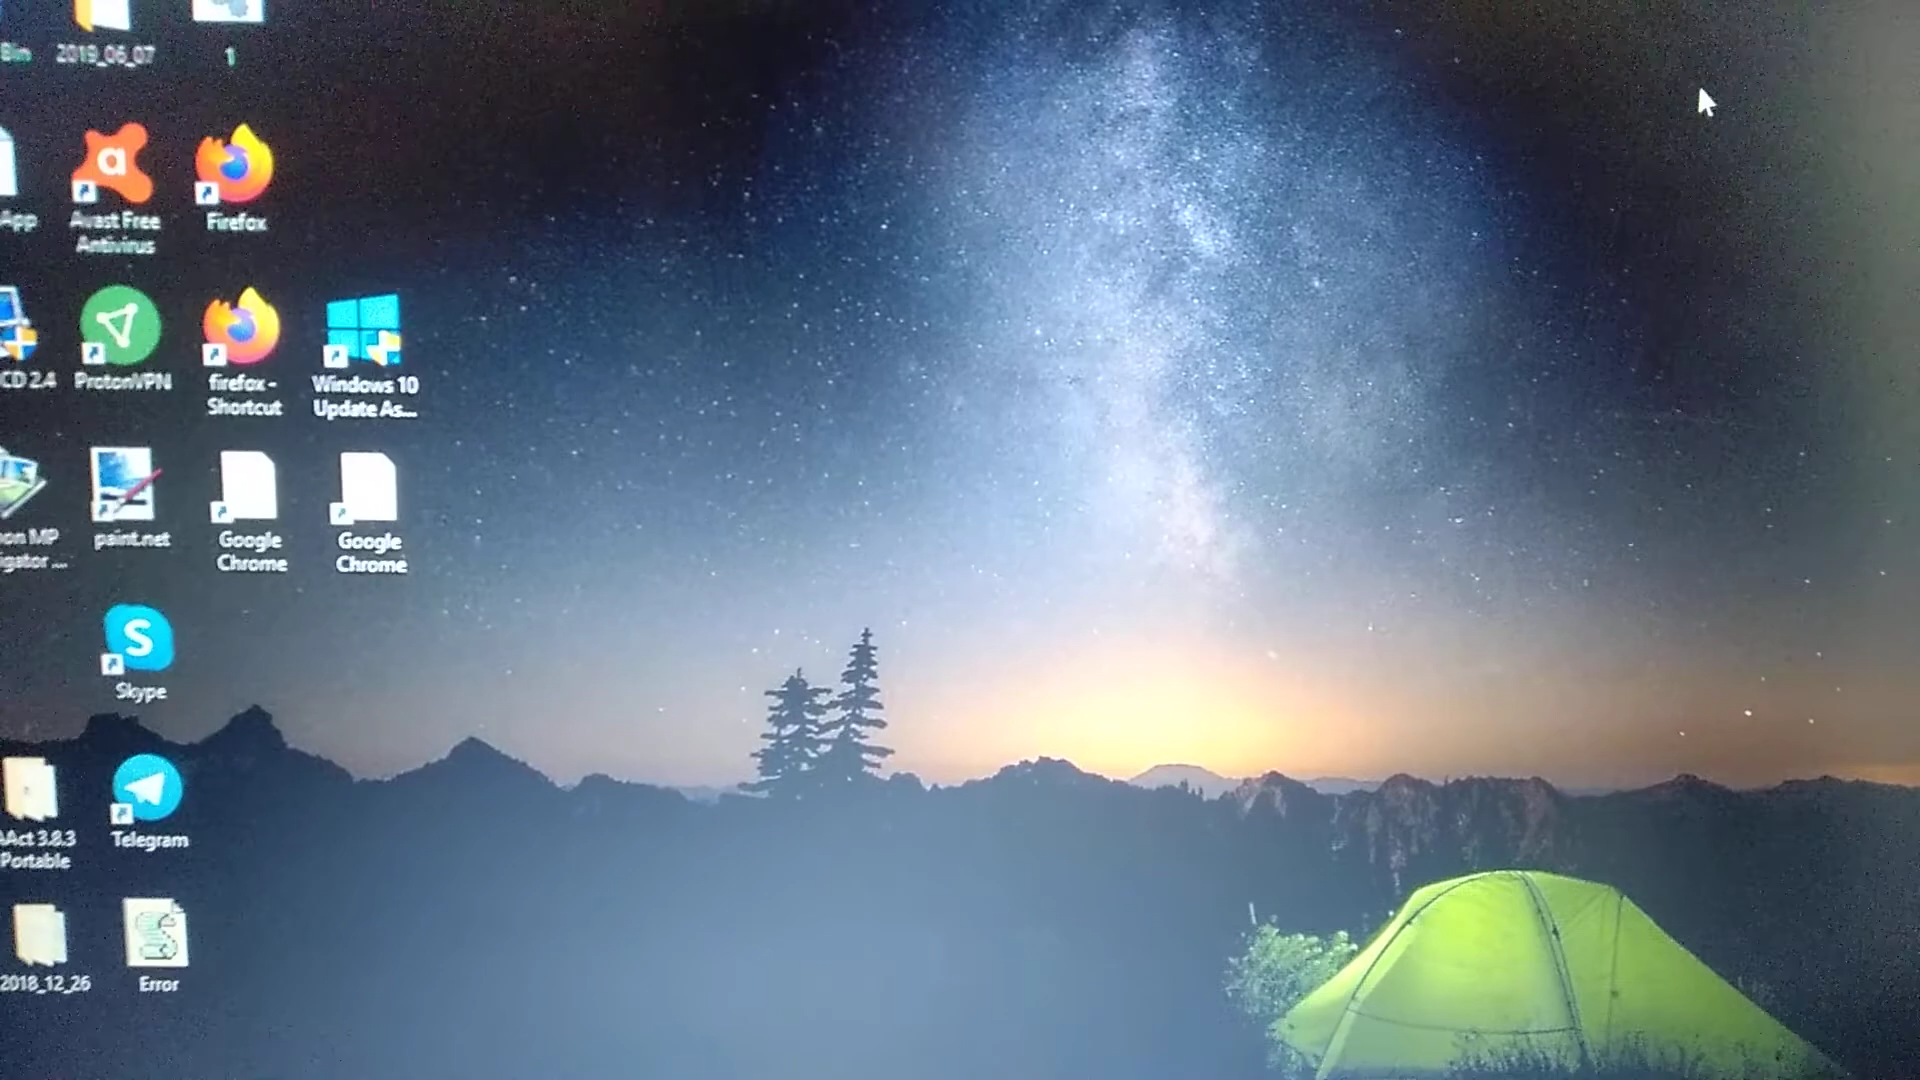 Bin
2019_06_07
1
App
Avast Free
Antivirus
Firefox
CD 2.4
ProtonVPN
firefox -
Shortcut
Windows 10
Update As...
non MP
igator ...
paint.net
Google
Chrome
Google
Chrome
Skype
AAct 3.8.3
Portable
Telegram
2018_12_26
Error